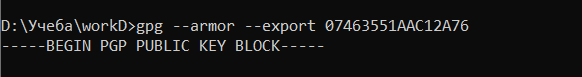 D:\Учеба\workD>gpg --armor --export 07463551AAC12A76
-----BEGIN PGP PUBLIC KEY BLOCK-----